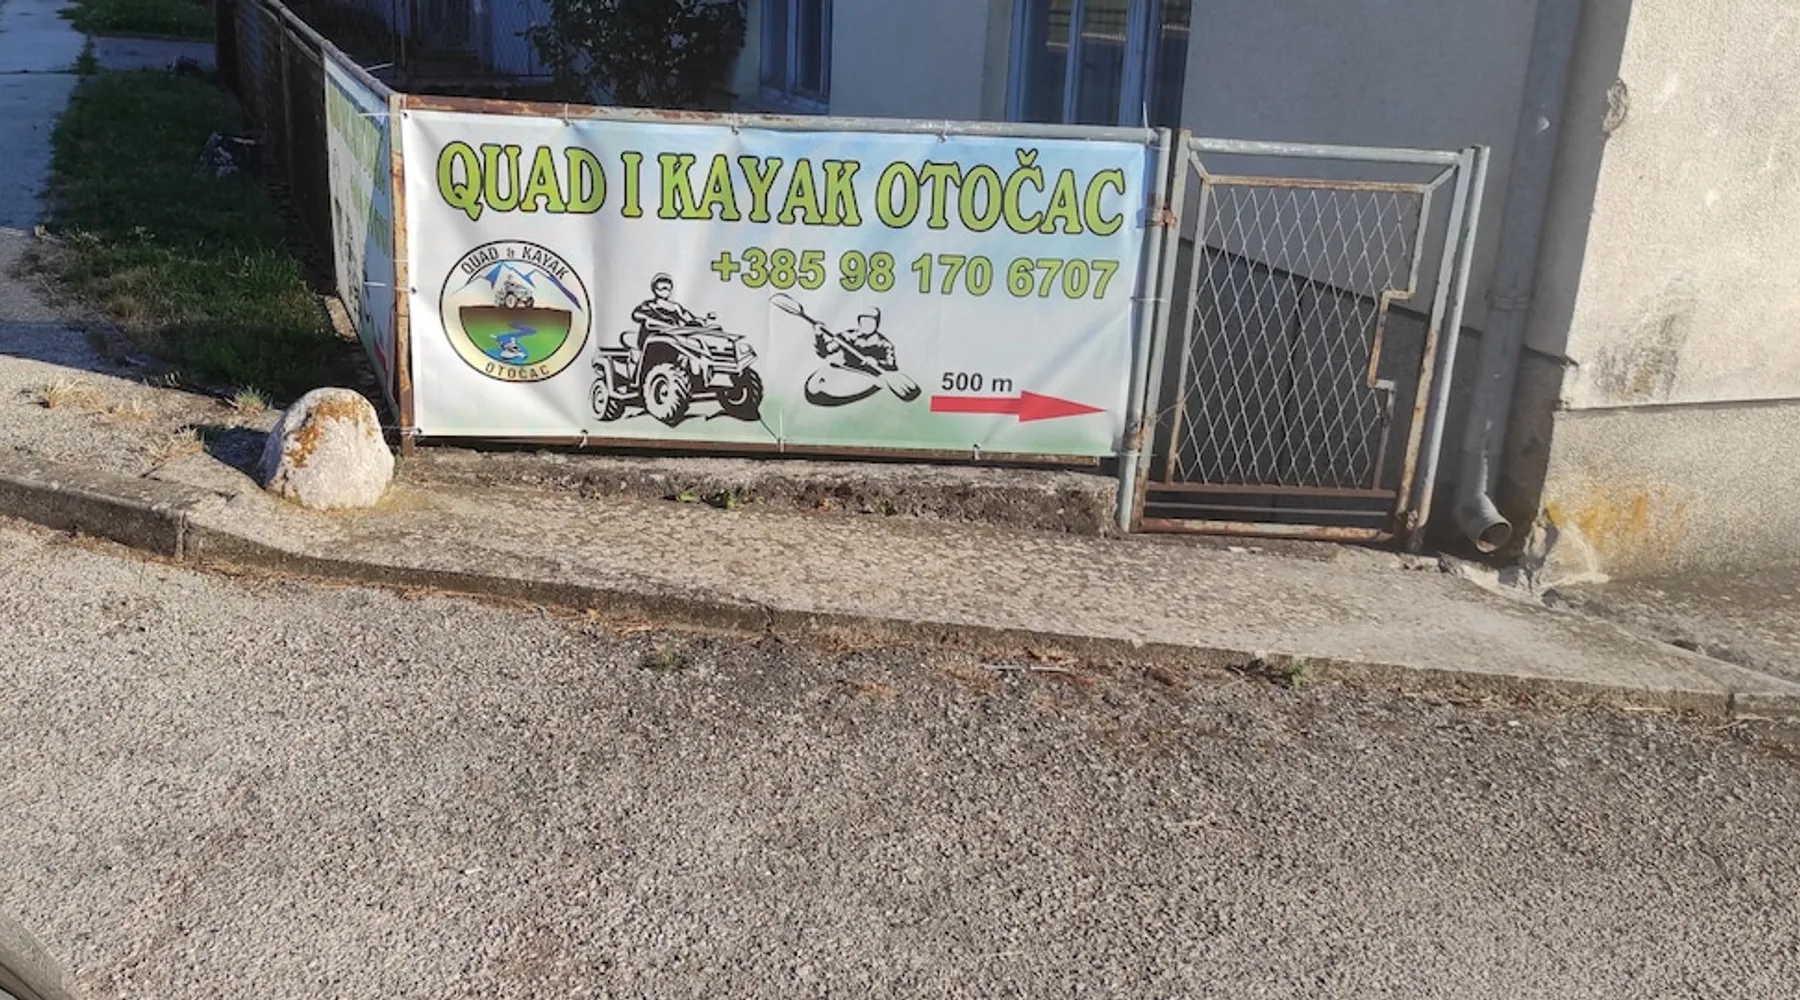 QUAD I KAYAK OTOČAC
+385 98 170 6707
QUAD & KAYAK
OTOČAC
500 m